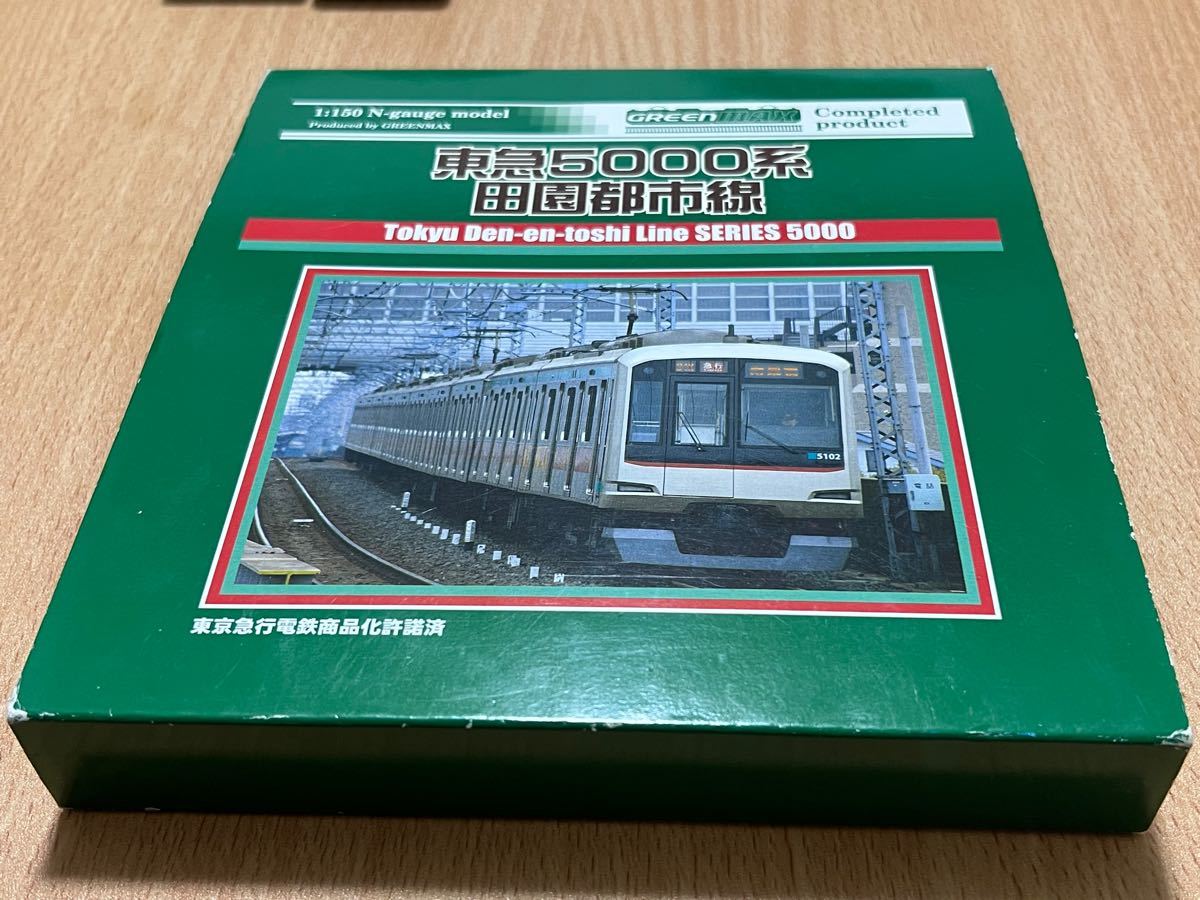 1:150 N-gauge model
Produced by GREENMAX
GREENMAX
Completed
product
東急5000系
田園都市線
Tokyu Den-en-toshi Line SERIES 5000
急行
5102
東京急行電鉄商品化許諾済